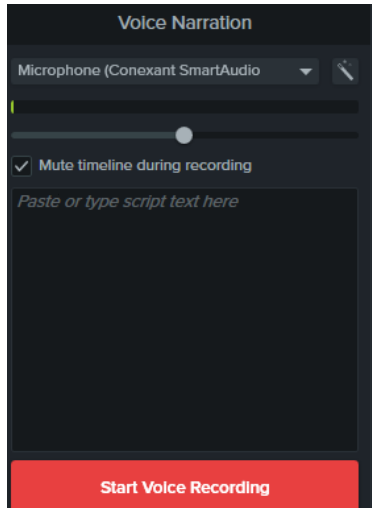 Voice Narration
Microphone (Conexant SmartAudio
Mute timeline during recording
Paste or type script text here
Start Voice Recording